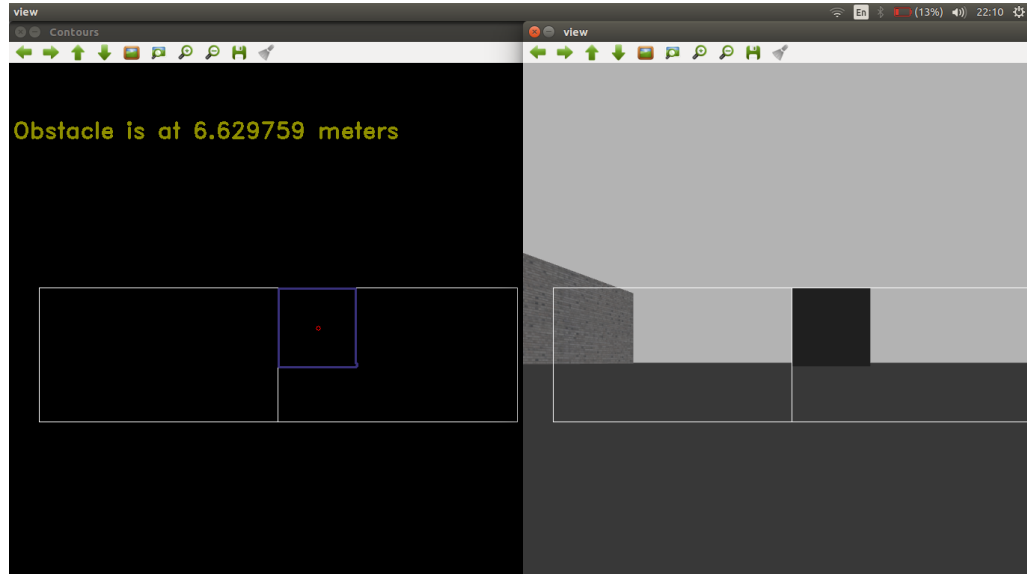 view
En
(13%)
22:10
Contours
view
Obstacle is at 6.629759 meters